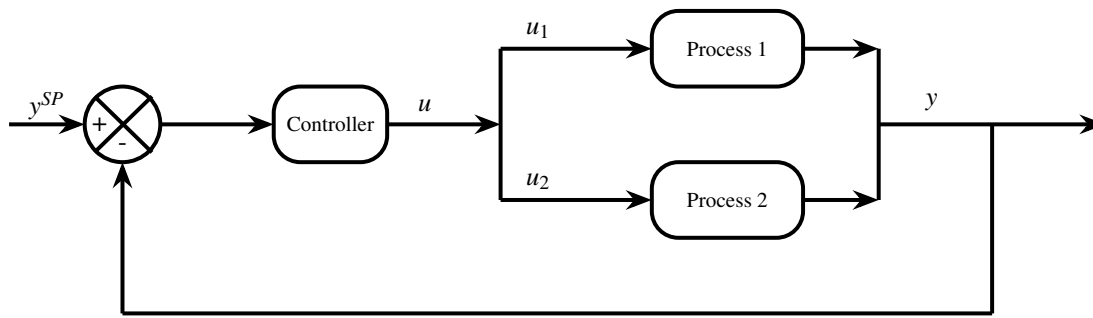 u1
Process 1
y^SP
+
-
Controller
u
y
u2
Process 2